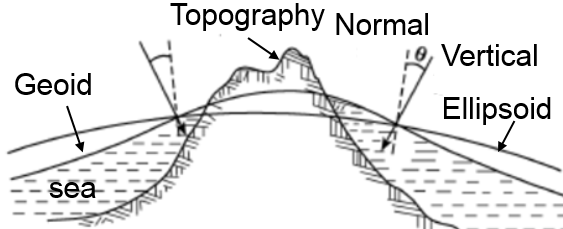 Topography
Normal
θ
Vertical
Geoid
Ellipsoid
sea